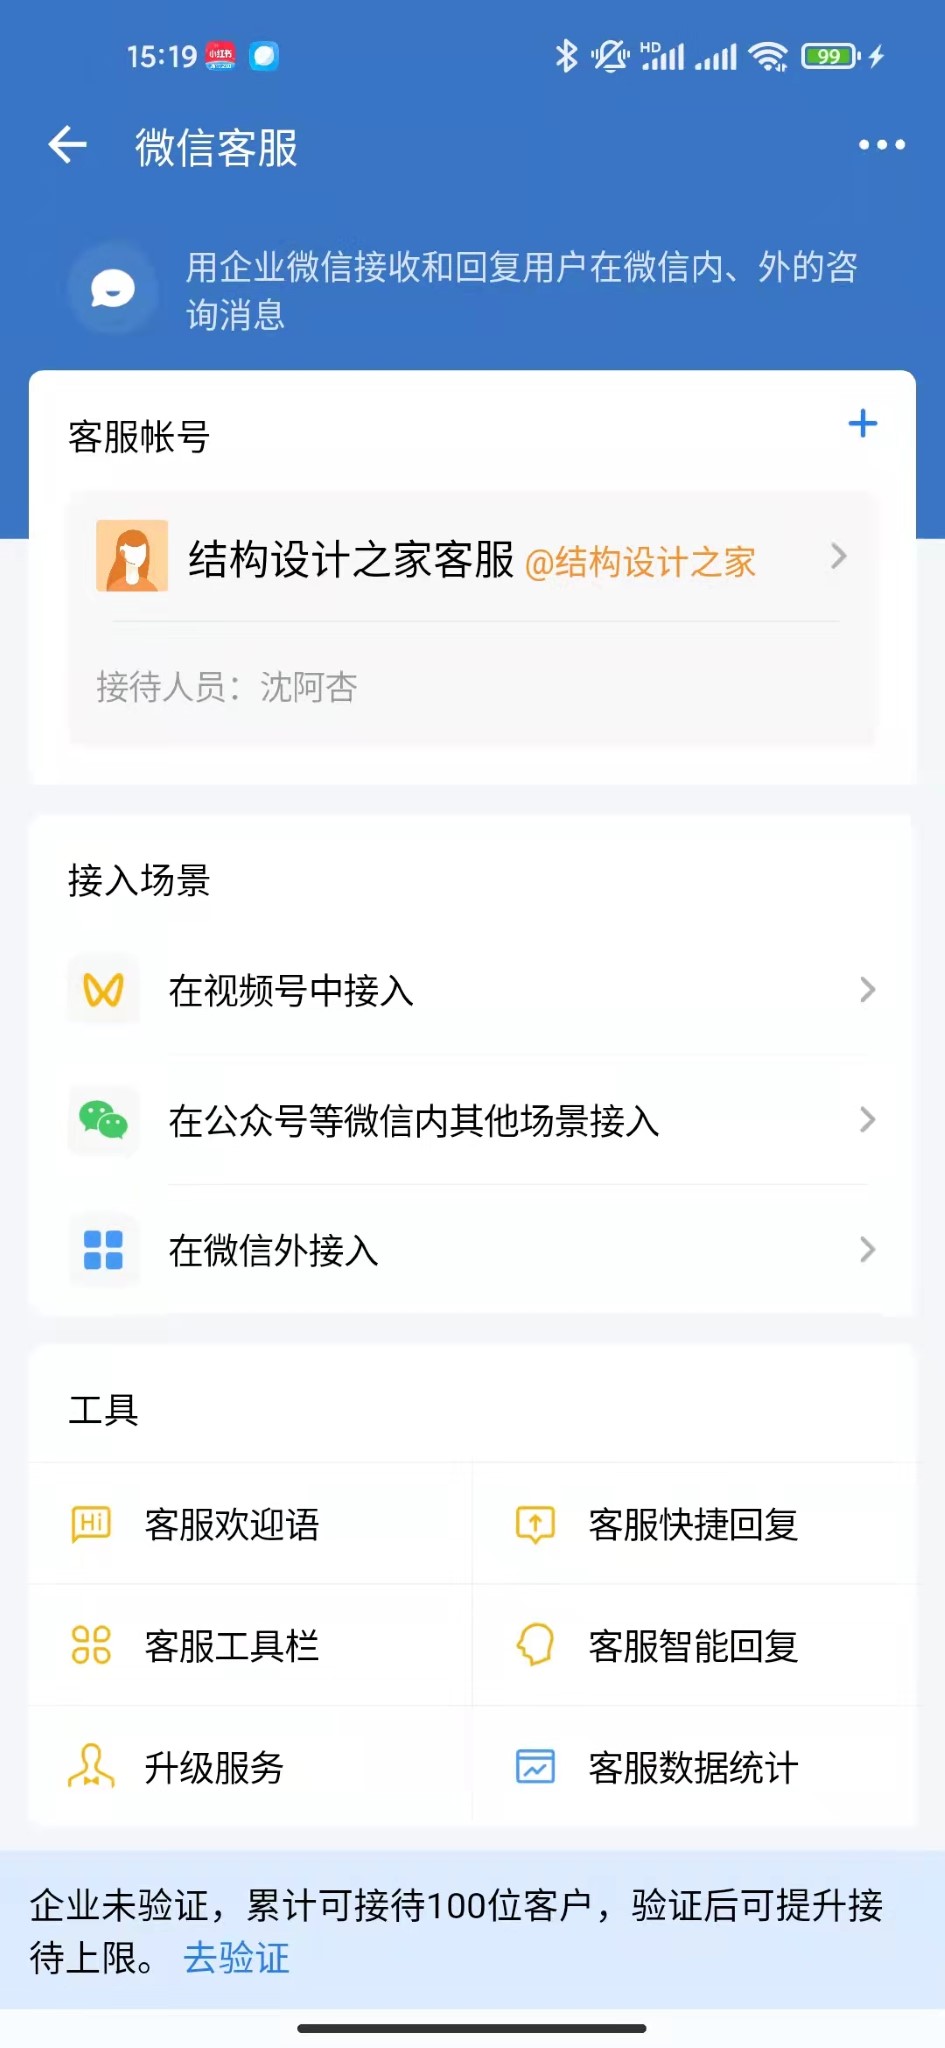 15:19
小红书
HD
99
微信客服
用企业微信接收和回复用户在微信内、外的咨
询消息
客服帐号
结构设计之家客服 @结构设计之家
接待人员：沈阿杏
接入场景
在视频号中接入
在公众号等微信内其他场景接入
在微信外接入
工具
Hi 客服欢迎语
客服快捷回复
客服工具栏
客服智能回复
升级服务
客服数据统计
企业未验证，累计可接待100位客户，验证后可提升接
待上限。 去验证